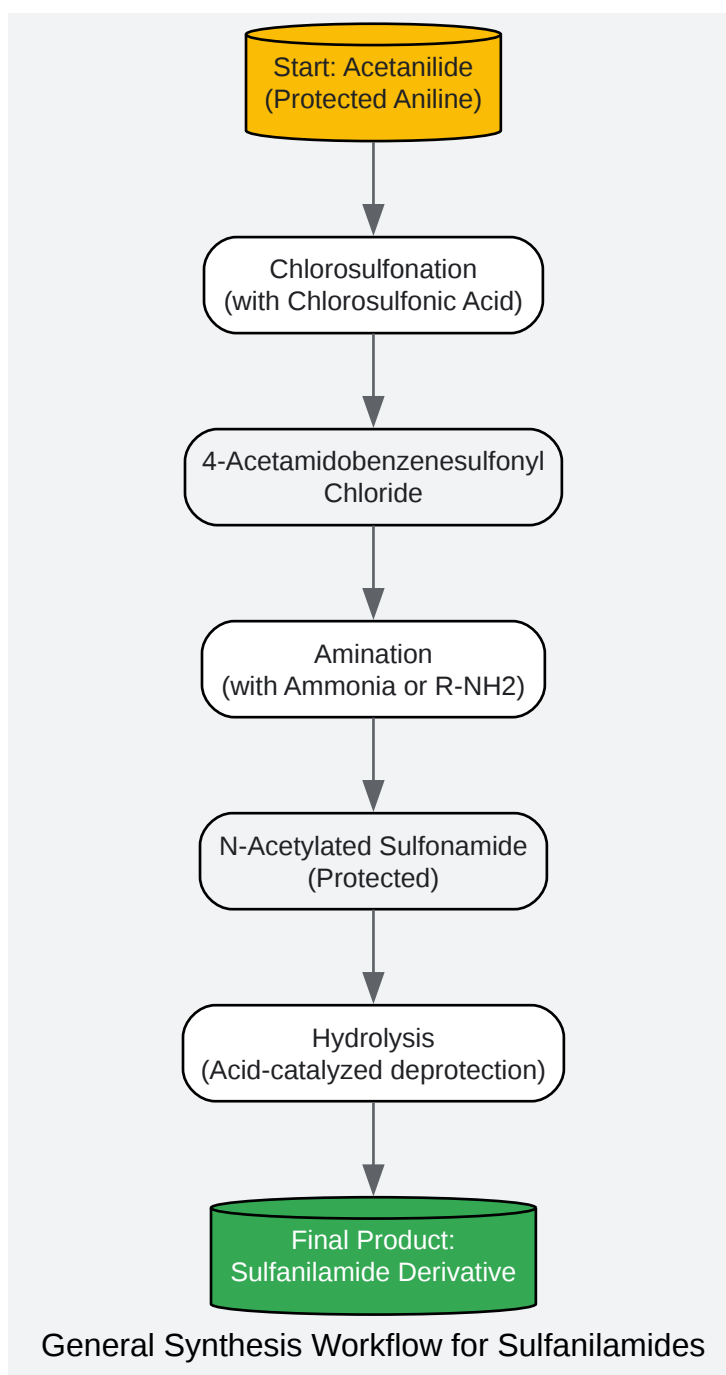 Start: Acetanilide
(Protected Aniline)
Chlorosulfonation
(with Chlorosulfonic Acid)
4-Acetamidobenzenesulfonyl
Chloride
Amination
(with Ammonia or R-NH2)
N-Acetylated Sulfonamide
(Protected)
Hydrolysis
(Acid-catalyzed deprotection)
Final Product:
Sulfanilamide Derivative
General Synthesis Workflow for Sulfanilamides